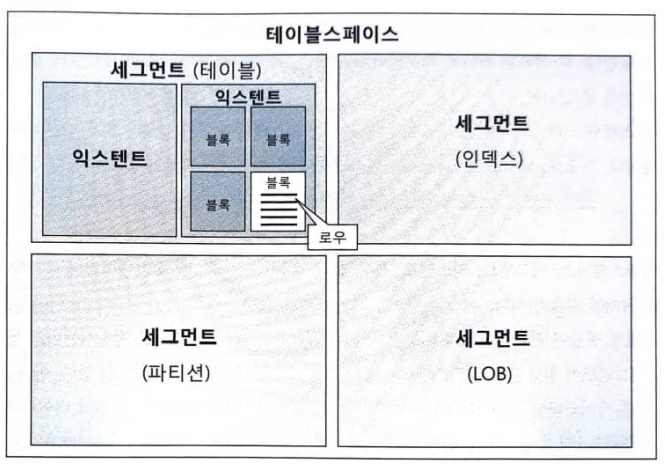 테이블스페이스
세그먼트 (테이블)
익스텐트
익스텐트
블록
블록
블록
블록
로우
세그먼트
(인덱스)
세그먼트
(파티션)
세그먼트
(LOB)